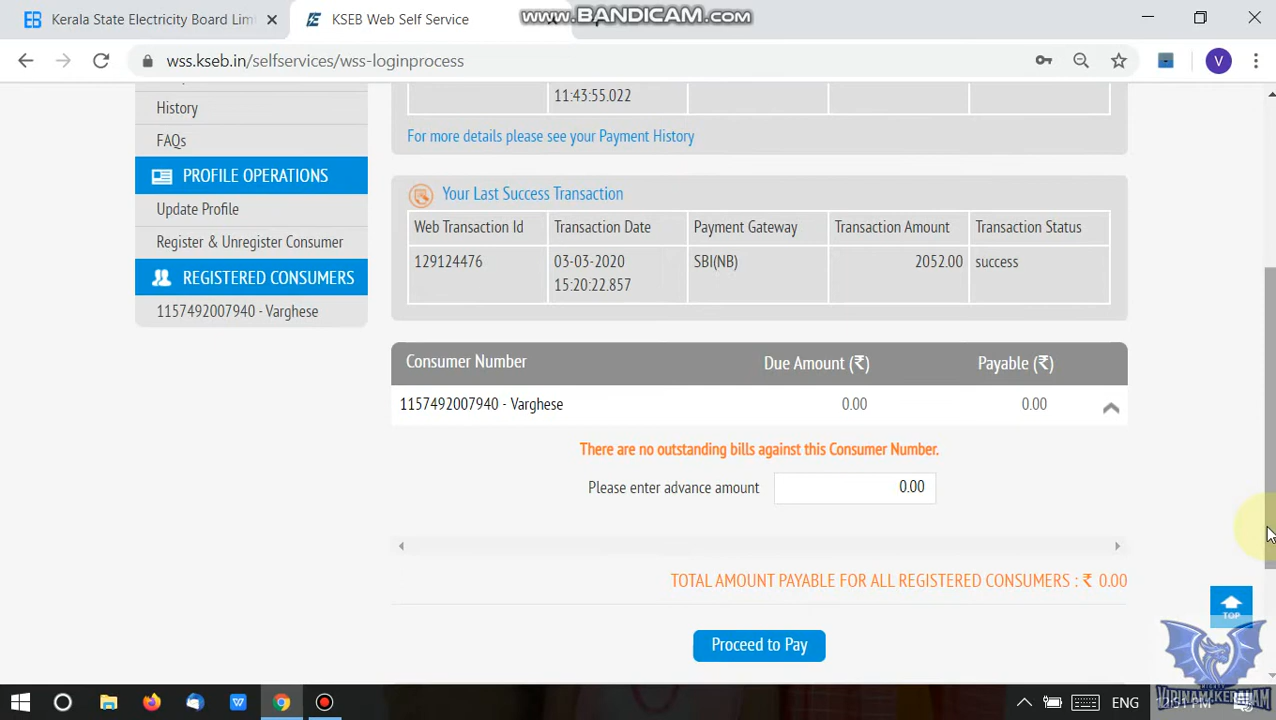 Kerala State Electricity Board Lim
KSEB Web Self Service
www.BANDICAM.com
wss.kseb.in/selfservices/wss-loginprocess
V
History
FAQs
PROFILE OPERATIONS
Update Profile
Register & Unregister Consumer
REGISTERED CONSUMERS
1157492007940 - Varghese
11:43:55.022
For more details please see your Payment History
Your Last Success Transaction
Web Transaction Id Transaction Date Payment Gateway Transaction Amount Transaction Status
129124476 03-03-2020 SBI(NB) 2052.00 success
15:20:22.857
Consumer Number Due Amount (₹) Payable (₹)
1157492007940 - Varghese 0.00 0.00
There are no outstanding bills against this Consumer Number.
Please enter advance amount 0.00
TOTAL AMOUNT PAYABLE FOR ALL REGISTERED CONSUMERS : ₹ 0.00
TOP
Proceed to Pay
ENG